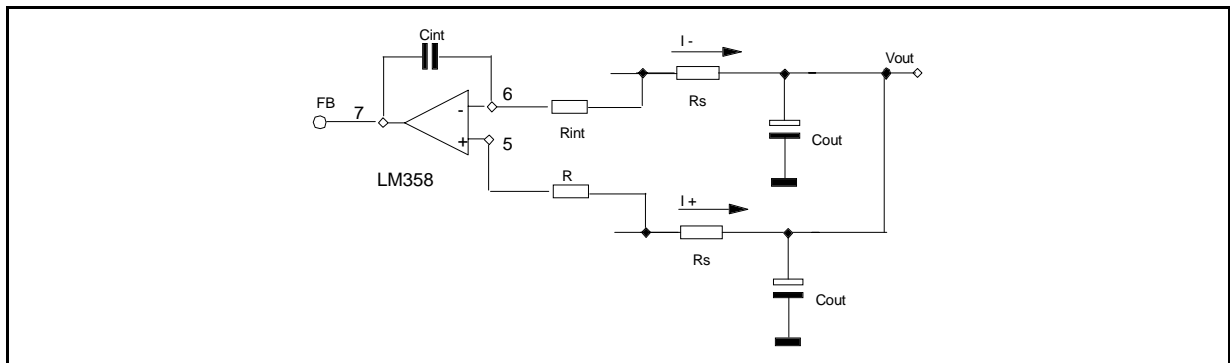 Cint
I -
Vout
FB
7
6
Rs
-
Rint
+
5
Cout
LM358
R
I +
Rs
Cout